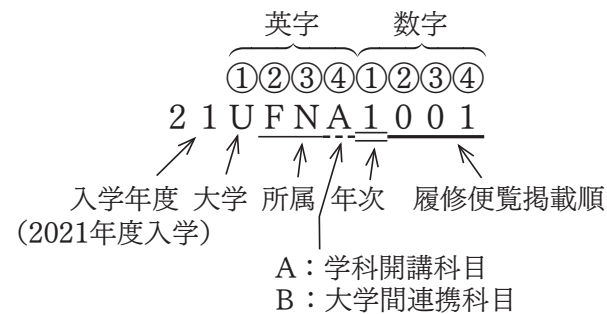 英字 数字
①②③④①②③④
21UFNA1001
入学年度 大学 所属 年次 履修便覧掲載順
(2021年度入学)
A：学科開講科目
B：大学間連携科目